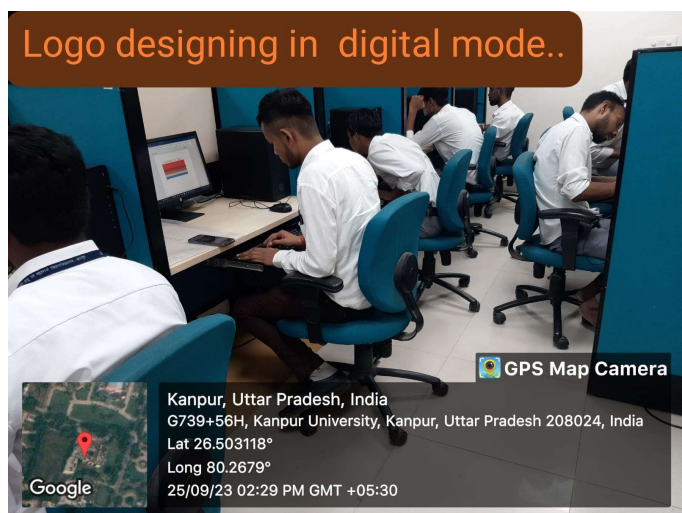 Logo designing in digital mode..
GPS Map Camera
Kanpur, Uttar Pradesh, India
G739+56H, Kanpur University, Kanpur, Uttar Pradesh 208024, India
Lat 26.503118°
Long 80.2679°
25/09/23 02:29 PM GMT +05:30
Google